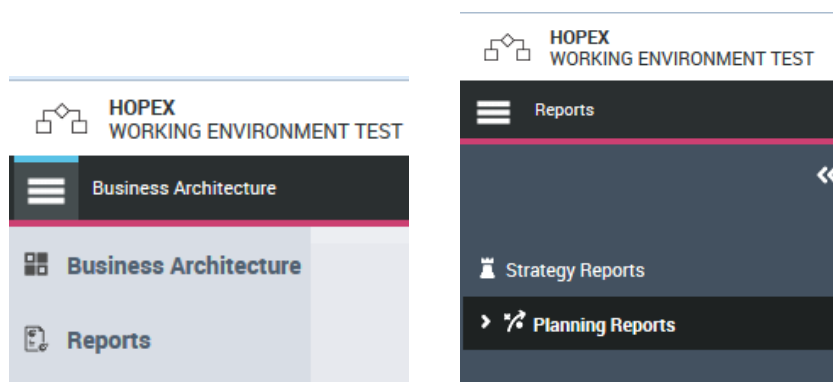 HOPEX
WORKING ENVIRONMENT TEST
Business Architecture
Business Architecture
Reports
HOPEX
WORKING ENVIRONMENT TEST
Reports
Strategy Reports
Planning Reports